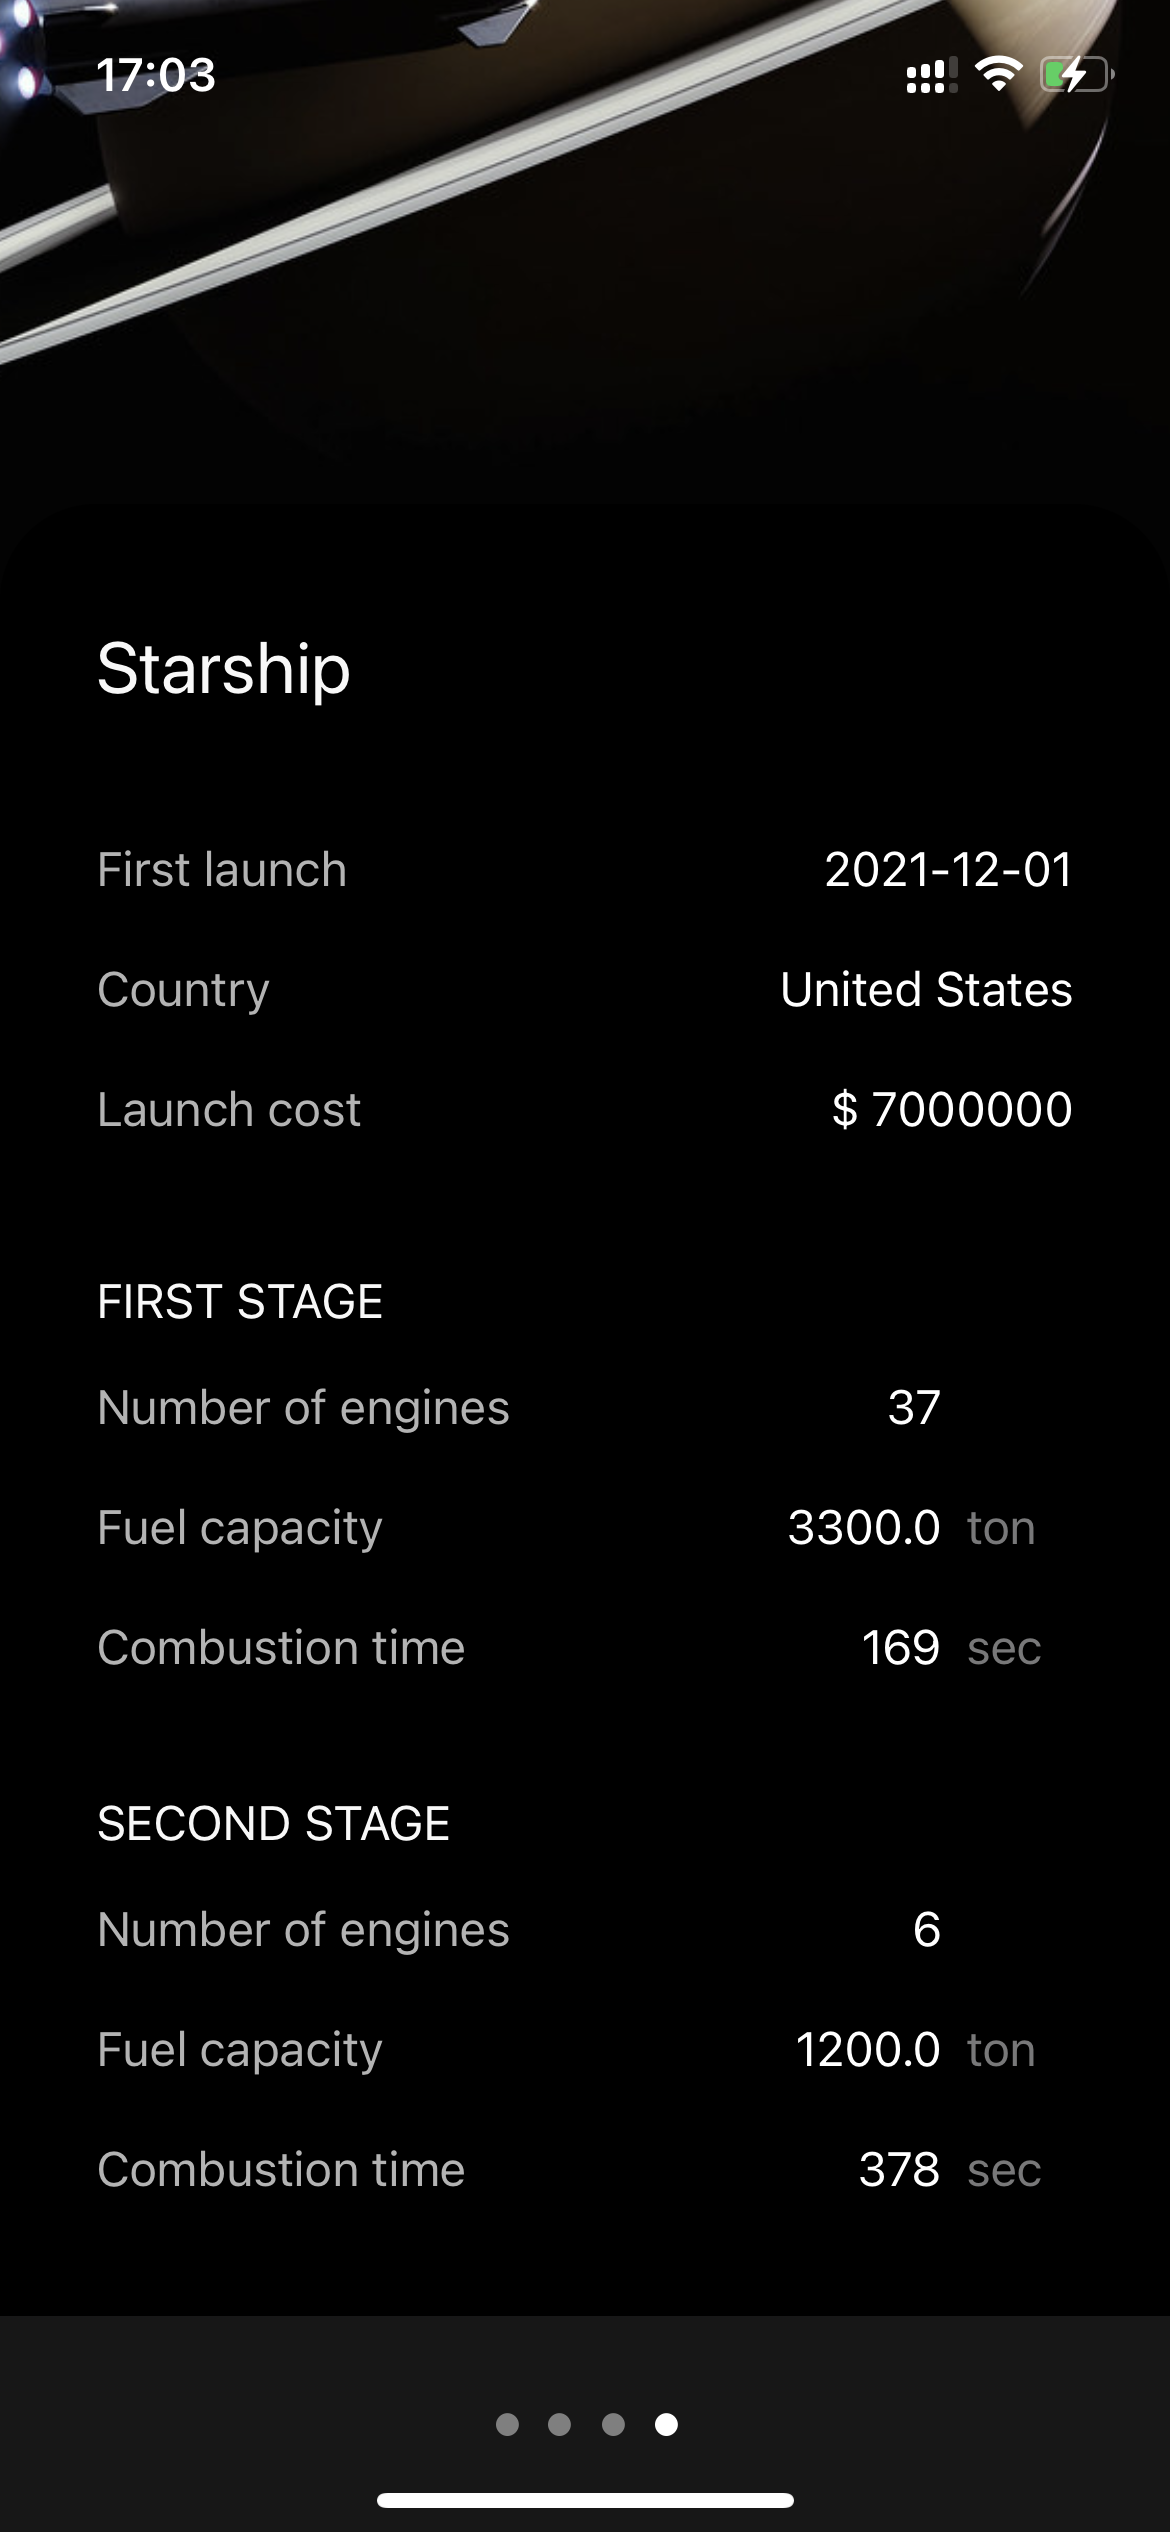 17:03
Starship
First launch 2021-12-01
Country United States
Launch cost $ 7000000
FIRST STAGE
Number of engines 37
Fuel capacity 3300.0 ton
Combustion time 169 sec
SECOND STAGE
Number of engines 6
Fuel capacity 1200.0 ton
Combustion time 378 sec